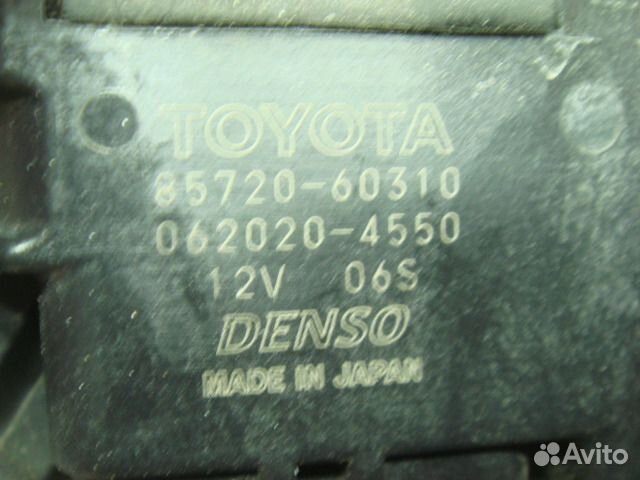 TOYOTA
85720-60310
062020-4550
12V 06S
DENSO
MADE IN JAPAN
Avito